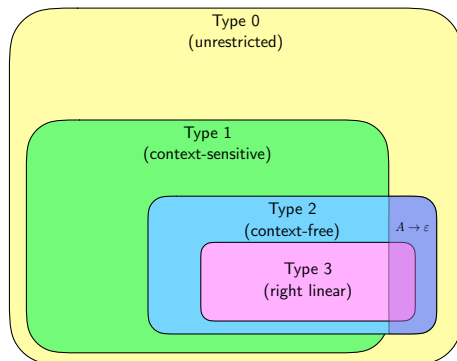 Type 0
(unrestricted)
Type 1
(context-sensitive)
Type 2
(context-free)
A → ε
Type 3
(right linear)